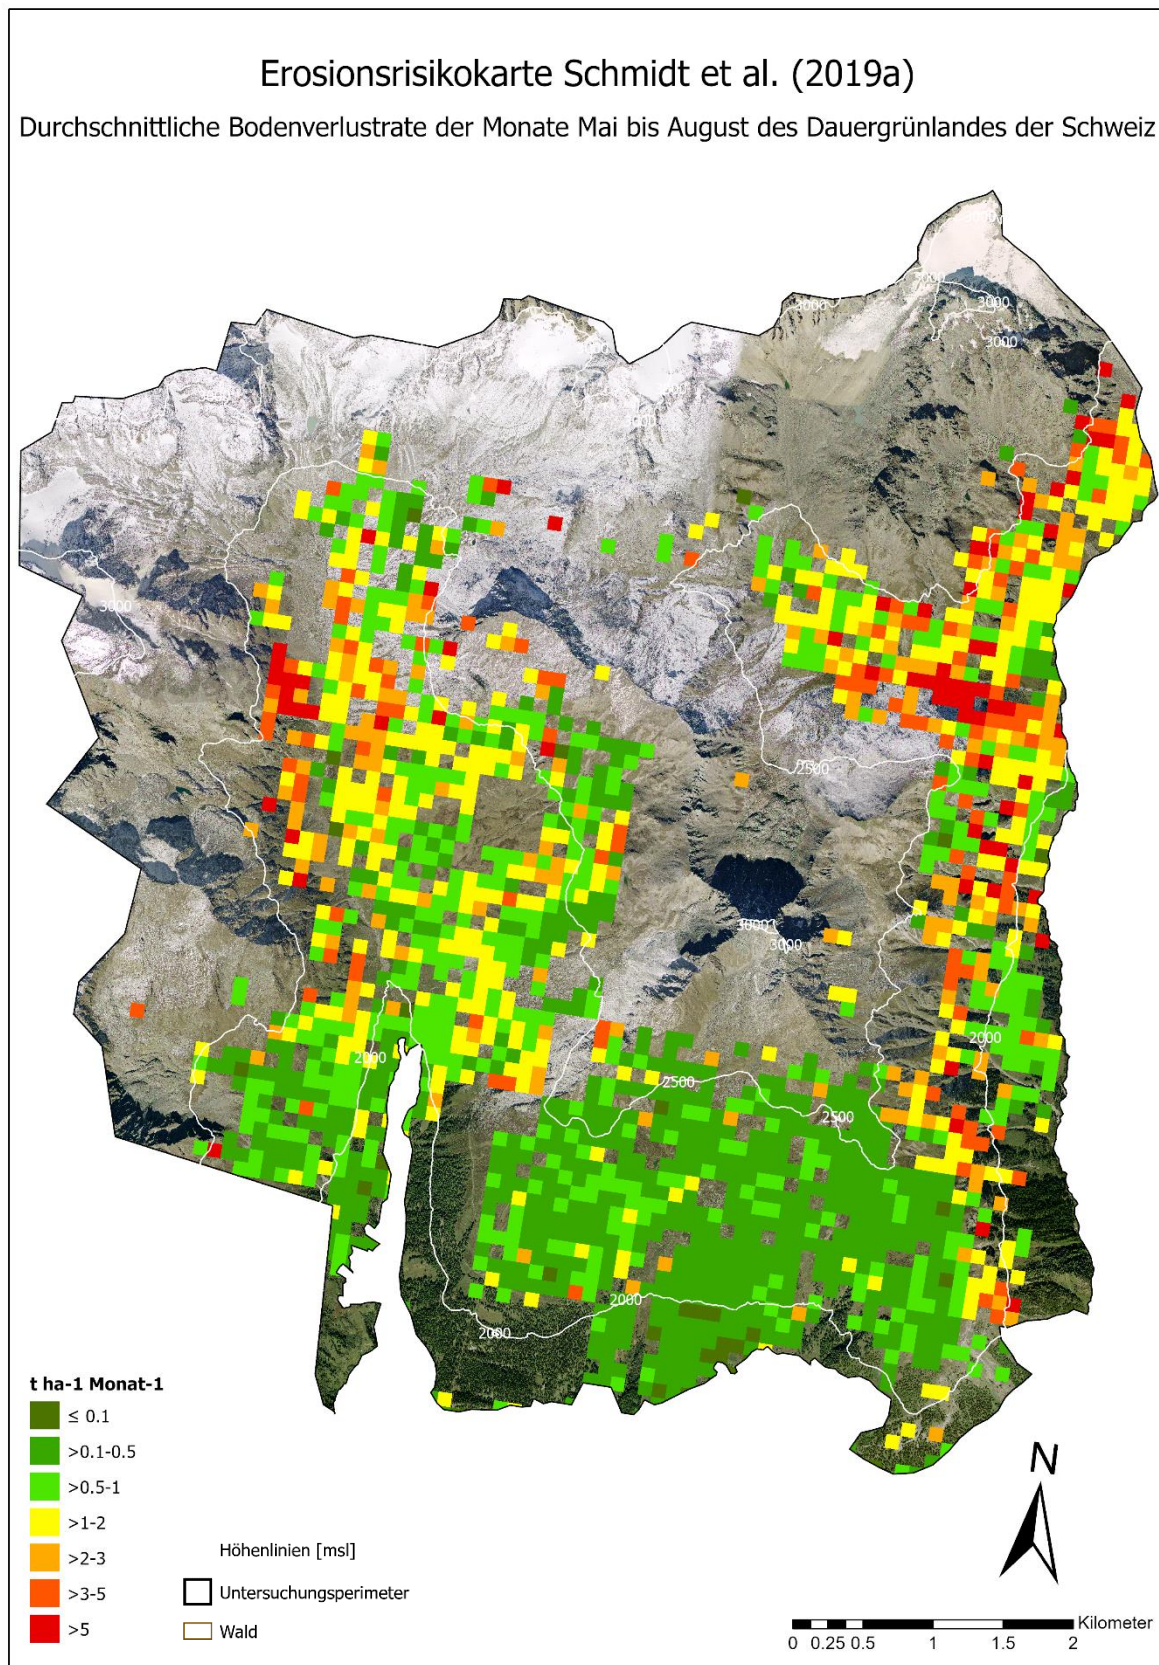 Erosionsrisikokarte Schmidt et al. (2019a)
Durchschnittliche Bodenverlustrate der Monate Mai bis August des Dauergrünlandes der Schweiz
3000
3000
3000
3000
3000
3000
2500
3000
3000
2000
2000
2500
2500
2000
2000
t ha-1 Monat-1
≤ 0.1
>0.1-0.5
>0.5-1
>1-2
>2-3
>3-5
>5
Höhenlinien [msl]
Untersuchungsperimeter
Wald
N
Kilometer
0 0.25 0.5 1 1.5 2